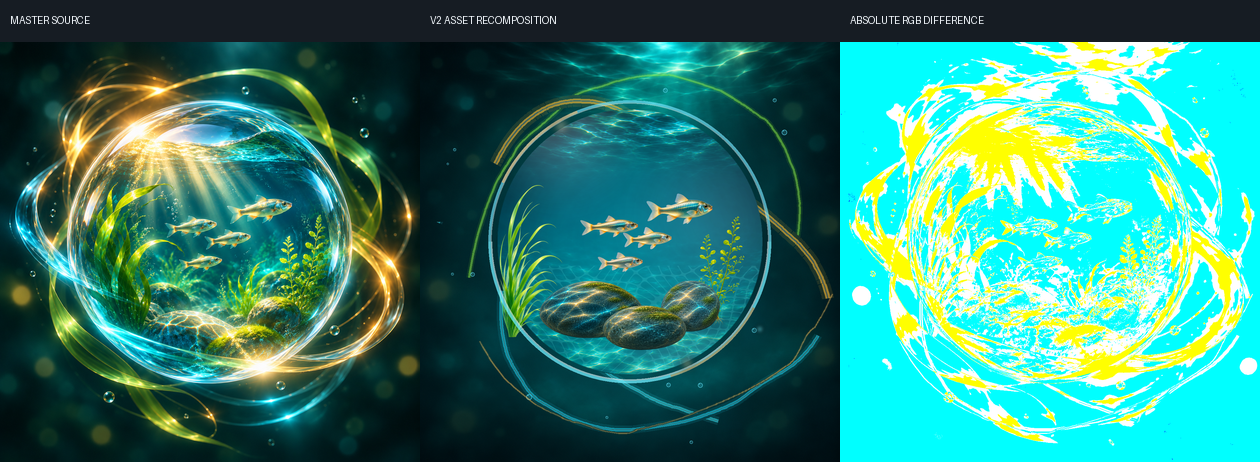 MASTER SOURCE
V2 ASSET RECOMPOSITION
ABSOLUTE RGB DIFFERENCE